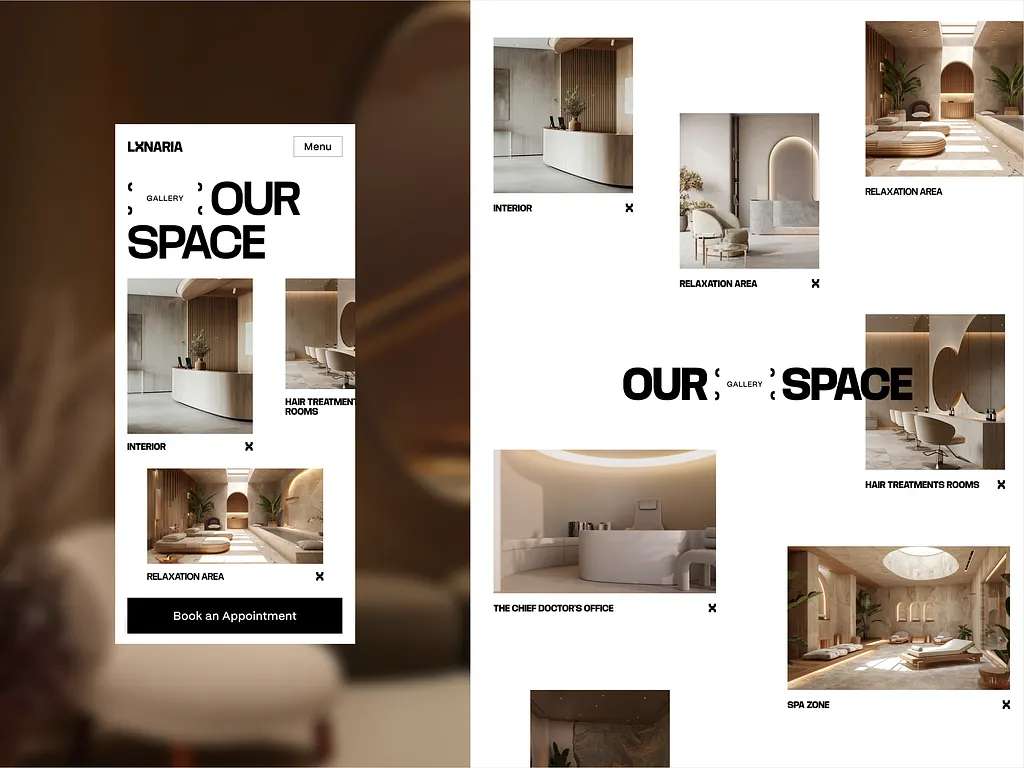 LXNARIA
Menu
GALLERY OUR
SPACE
INTERIOR
HAIR TREATMENT
ROOMS
RELAXATION AREA
Book an Appointment
INTERIOR
RELAXATION AREA
RELAXATION AREA
OUR GALLERY SPACE
HAIR TREATMENTS ROOMS
THE CHIEF DOCTOR'S OFFICE
SPA ZONE